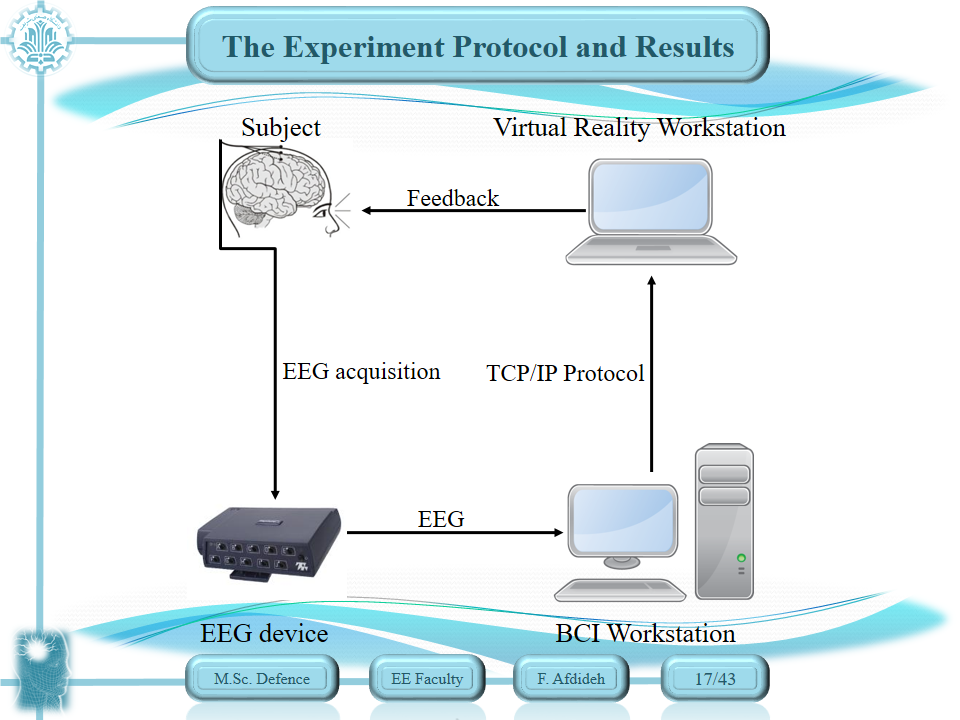 The Experiment Protocol and Results
Subject
Virtual Reality Workstation
Feedback
EEG acquisition
TCP/IP Protocol
EEG
EEG device
BCI Workstation
M.Sc. Defence
EE Faculty
F. Afdideh
17/43